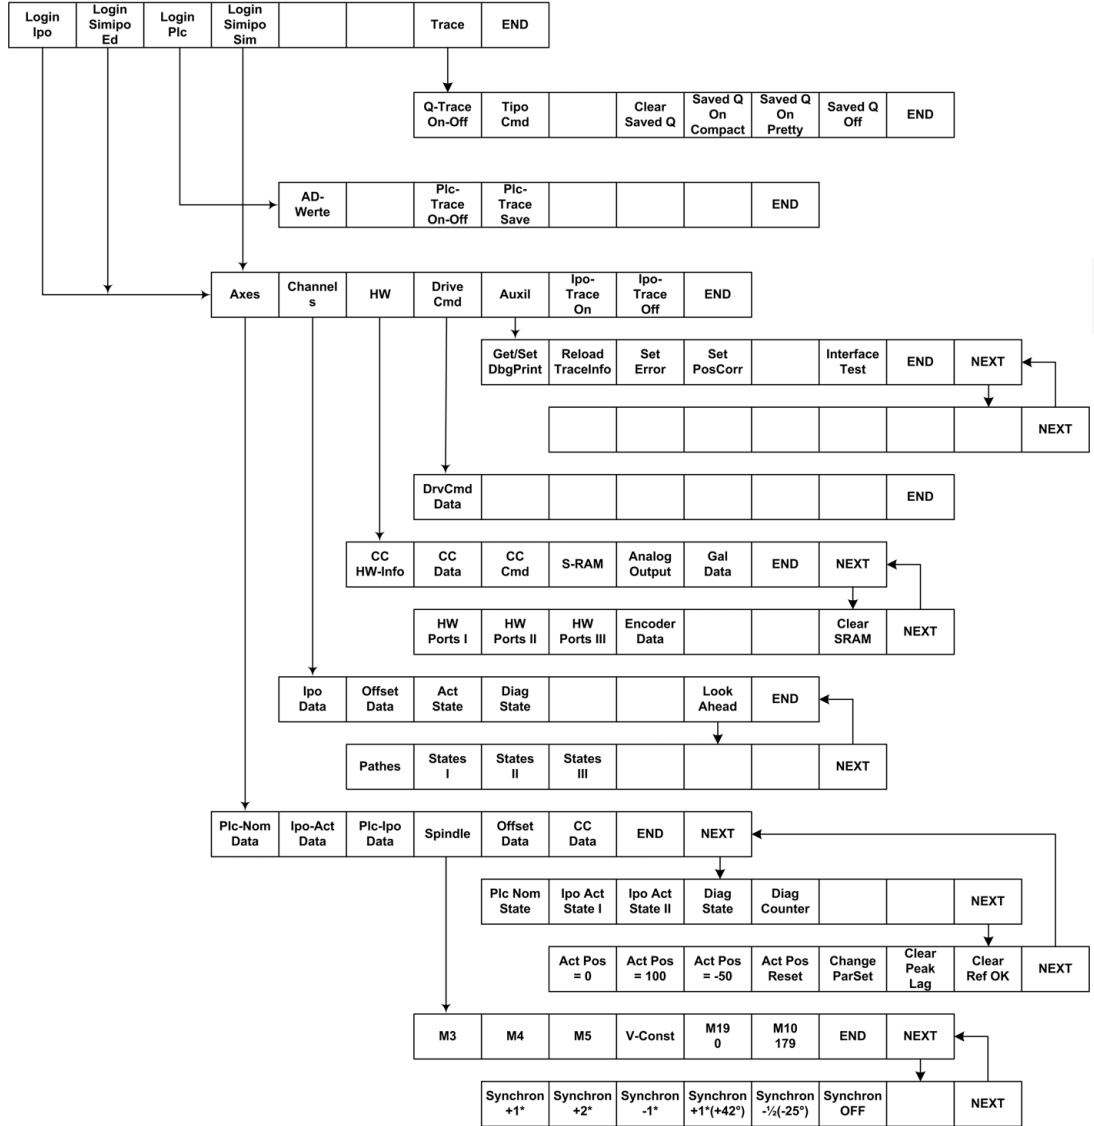 Login
Ipo
Login
Simipo
Ed
Login
Plc
Login
Simipo
Sim
Trace
END
Q-Trace
On-Off
Tipo
Cmd
Clear
Saved Q
Saved Q
On
Compact
Saved Q
On
Pretty
Saved Q
Off
END
AD-
Werte
Plc-
Trace
On-Off
Plc-
Trace
Save
END
Axes
Channel
s
HW
Drive
Cmd
Auxil
Ipo-
Trace
On
Ipo-
Trace
Off
END
Get/Set
DbgPrint
Reload
TraceInfo
Set
Error
Set
PosCorr
Interface
Test
END
NEXT
NEXT
DrvCmd
Data
END
CC
HW-Info
CC
Data
CC
Cmd
S-RAM
Analog
Output
Gal
Data
END
NEXT
HW
Ports I
HW
Ports II
HW
Ports III
Encoder
Data
Clear
SRAM
NEXT
Ipo
Data
Offset
Data
Act
State
Diag
State
Look
Ahead
END
Pathes
States
I
States
II
States
III
NEXT
Plc-Nom
Data
Ipo-Act
Data
Plc-Ipo
Data
Spindle
Offset
Data
CC
Data
END
NEXT
Plc Nom
State
Ipo Act
State I
Ipo Act
State II
Diag
State
Diag
Counter
NEXT
Act Pos
= 0
Act Pos
= 100
Act Pos
= -50
Act Pos
Reset
Change
ParSet
Clear
Peak
Lag
Clear
Ref OK
NEXT
M3
M4
M5
V-Const
M19
0
M10
179
END
NEXT
Synchron
+1*
Synchron
+2*
Synchron
-1*
Synchron
+1*(+42°)
Synchron
-½(-25°)
Synchron
OFF
NEXT